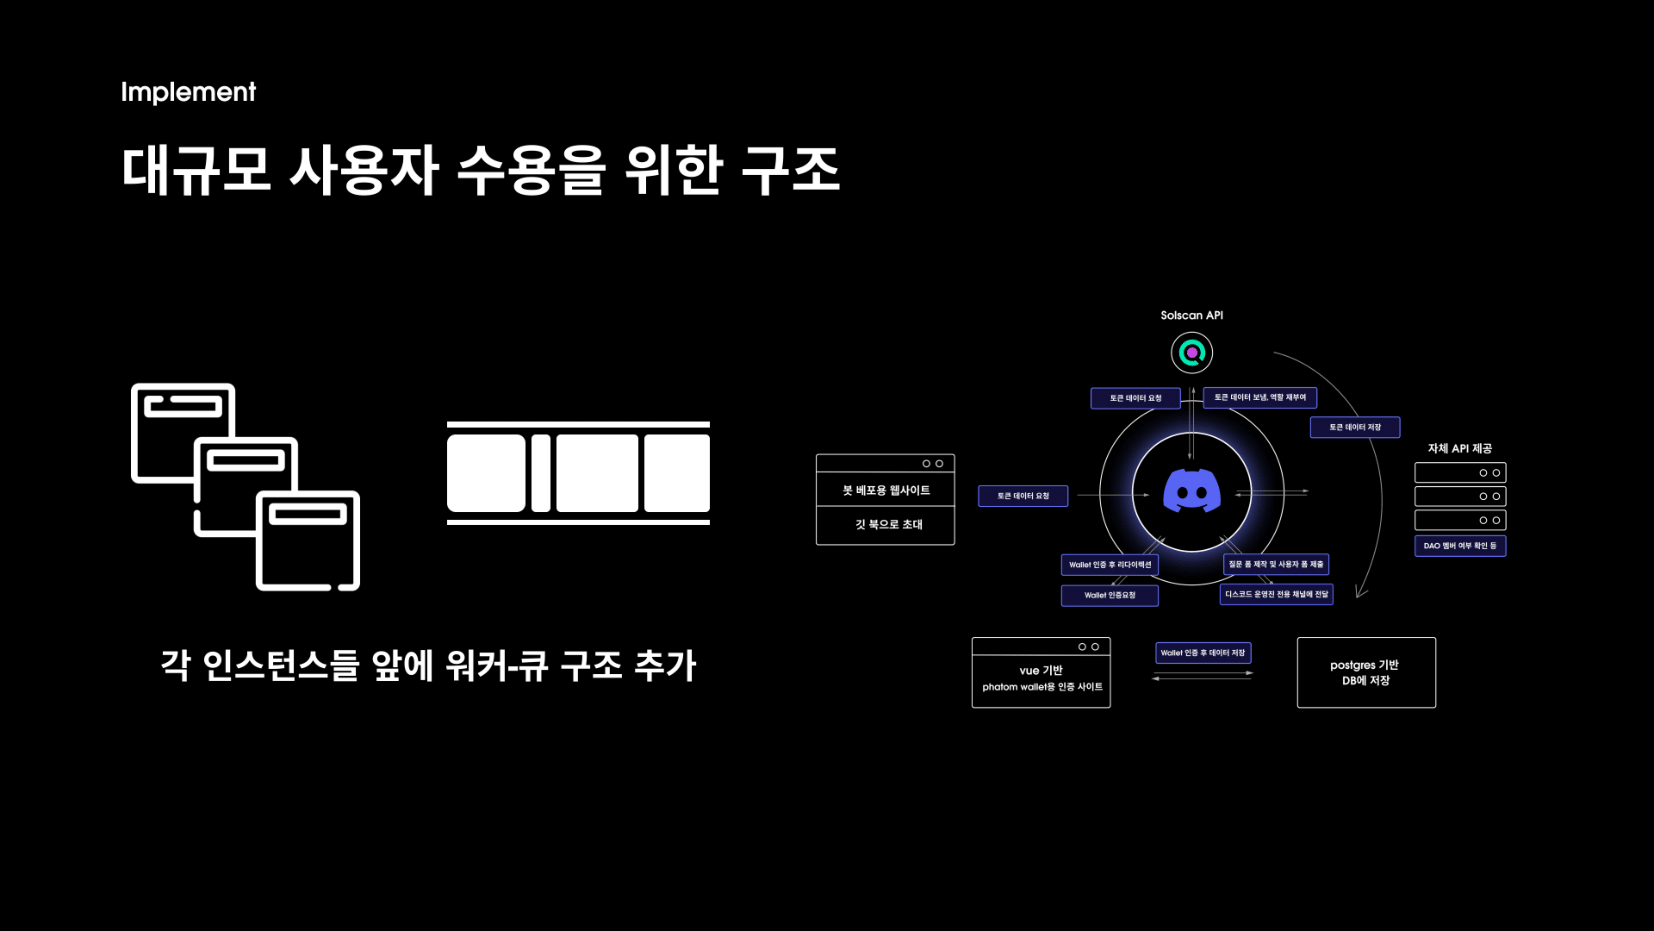 Implement
대규모 사용자 수용을 위한 구조
각 인스턴스들 앞에 워커-큐 구조 추가
Solscan API
토큰 데이터 요청
토큰 데이터 보냄, 역할 재부여
토큰 데이터 저장
자체 API 제공
DAO 멤버 여부 확인 등
봇 베포용 웹사이트
깃 북으로 초대
토큰 데이터 요청
Wallet 인증 후 리다이렉션
Wallet 인증요청
질문 폼 제작 및 사용자 폼 제출
디스코드 운영진 전용 채널에 전달
vue 기반
phatom wallet용 인증 사이트
Wallet 인증 후 데이터 저장
postgres 기반
DB에 저장